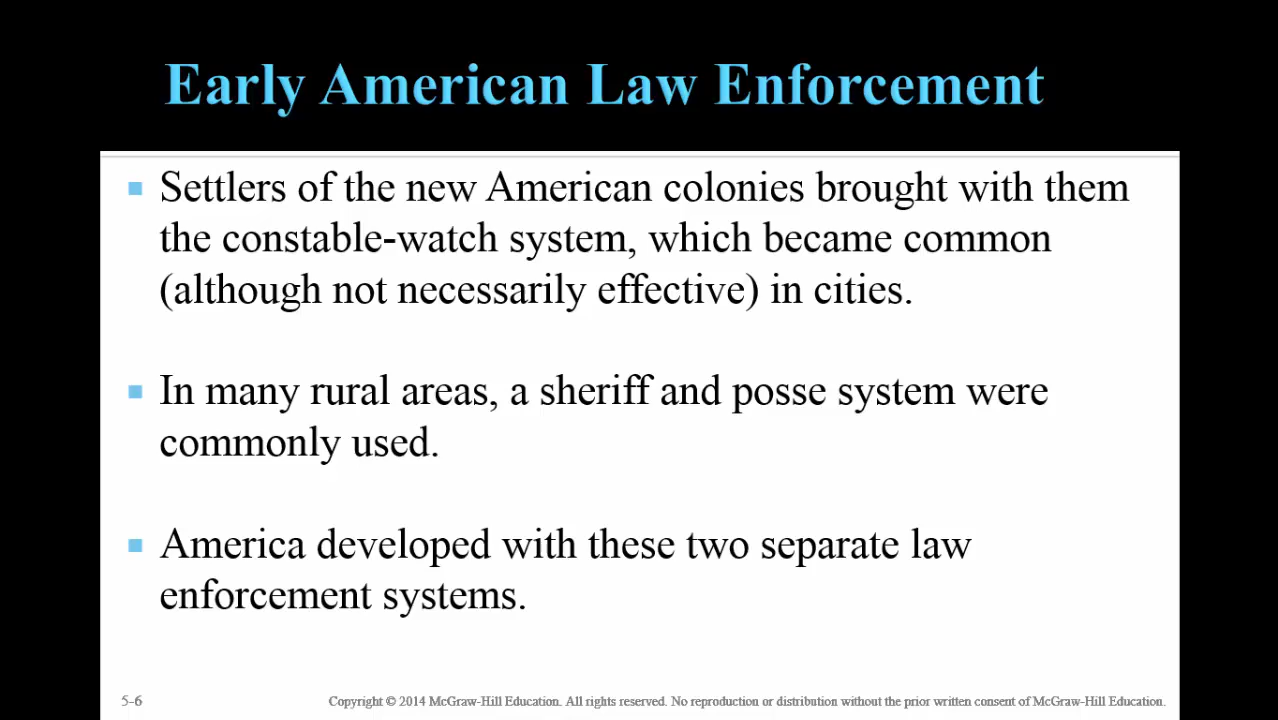 Early American Law Enforcement
▪ Settlers of the new American colonies brought with them
the constable-watch system, which became common
(although not necessarily effective) in cities.
▪ In many rural areas, a sheriff and posse system were
commonly used.
▪ America developed with these two separate law
enforcement systems.
5-6 Copyright © 2014 McGraw-Hill Education. All rights reserved. No reproduction or distribution without the prior written consent of McGraw-Hill Education.